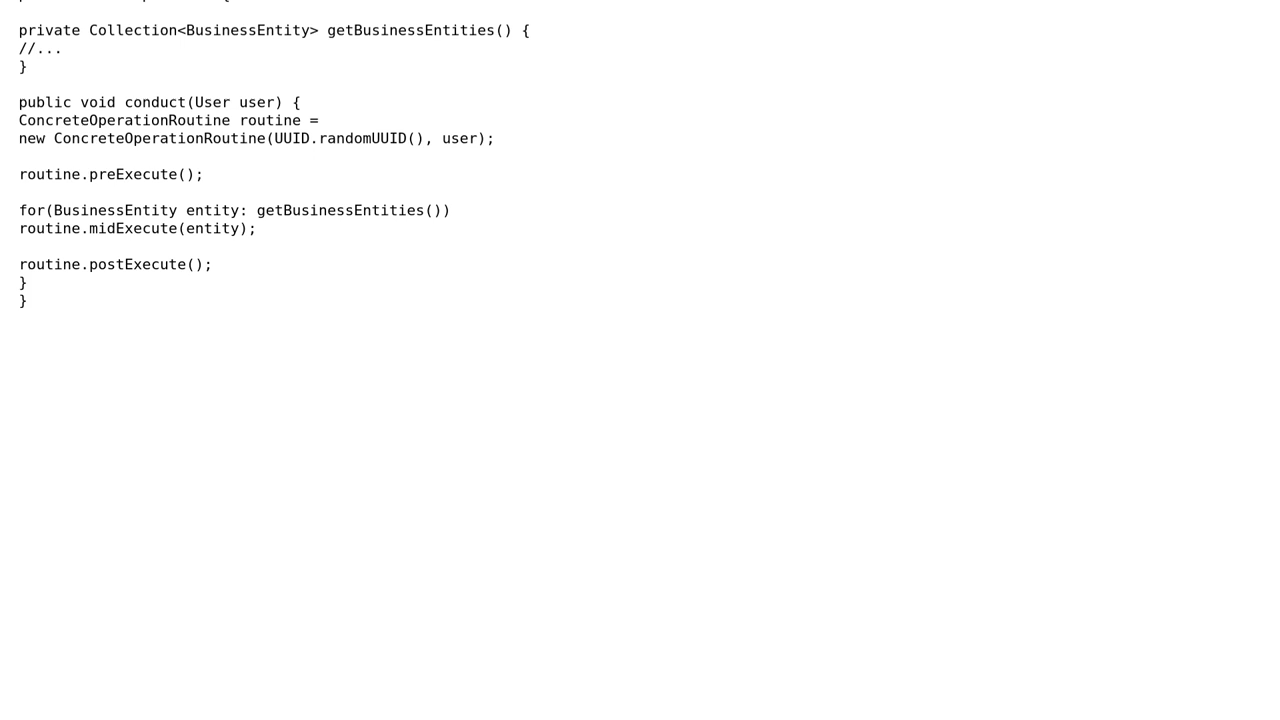 private Collection<BusinessEntity> getBusinessEntities() {
//...
}
public void conduct(User user) {
ConcreteOperationRoutine routine =
new ConcreteOperationRoutine(UUID.randomUUID(), user);
routine.preExecute();
for(BusinessEntity entity: getBusinessEntities())
routine.midExecute(entity);
routine.postExecute();
}
}